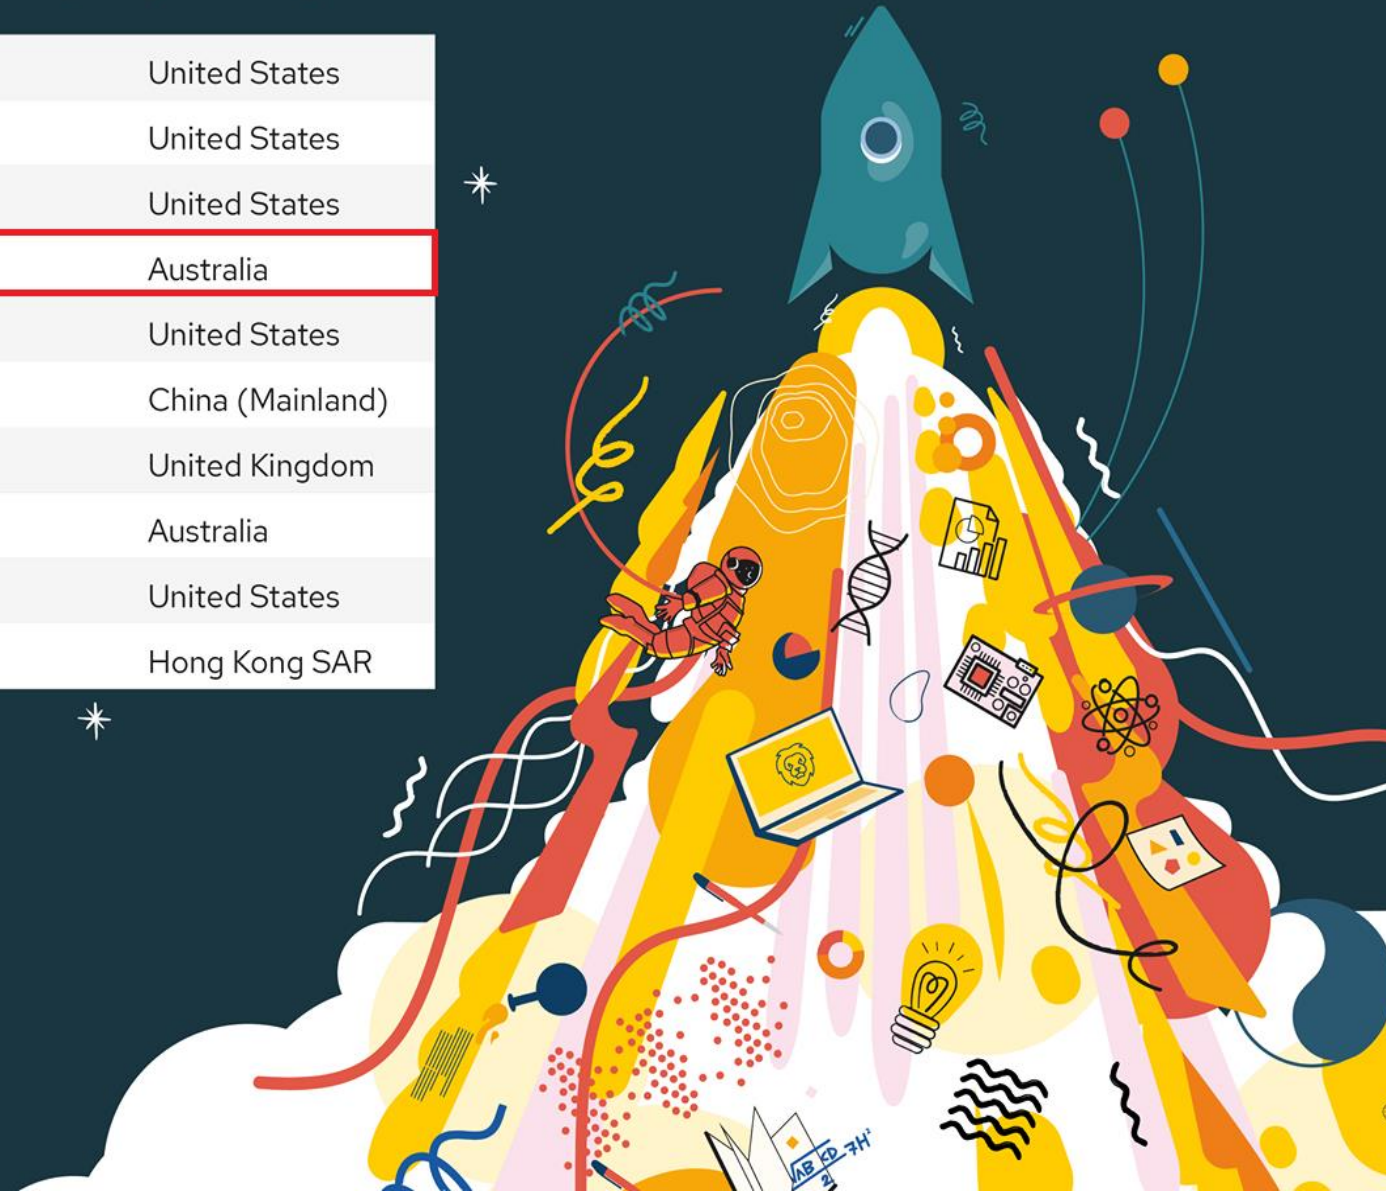 United States
United States
United States
Australia
United States
China (Mainland)
United Kingdom
Australia
United States
Hong Kong SAR